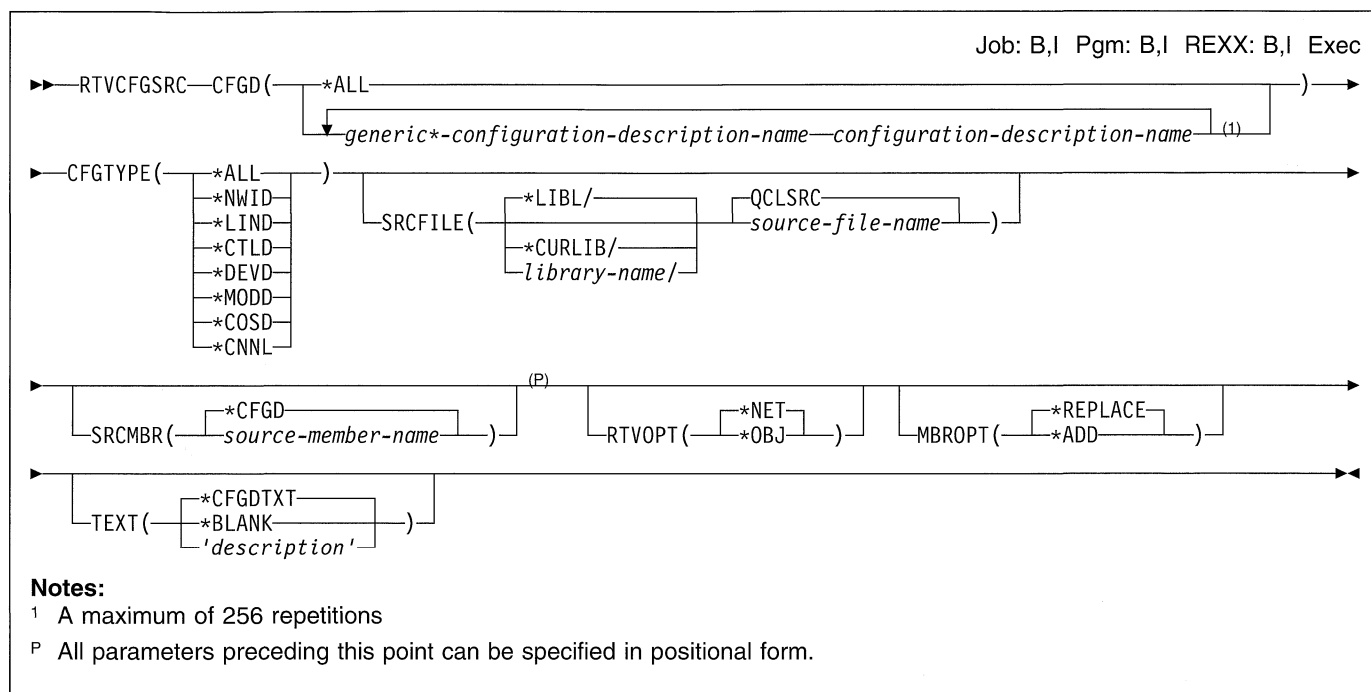 Job: B,I Pgm: B,I REXX: B,I Exec
RTVCFGSRC CFGD( *ALL )
generic*-configuration-description-name configuration-description-name (1)
CFGTYPE( *ALL )
*NWID
*LIND
*CTLD
*DEVD
*MODD
*COSD
*CNNL
SRCFILE( *LIBL/ QCLSRC )
*CURLIB/ source-file-name
library-name/
SRCMBR( *CFGD )
source-member-name
(P)
RTVOPT( *NET )
*OBJ
MBROPT( *REPLACE )
*ADD
TEXT( *CFGDTXT )
*BLANK
'description'
Notes:
1 A maximum of 256 repetitions
P All parameters preceding this point can be specified in positional form.